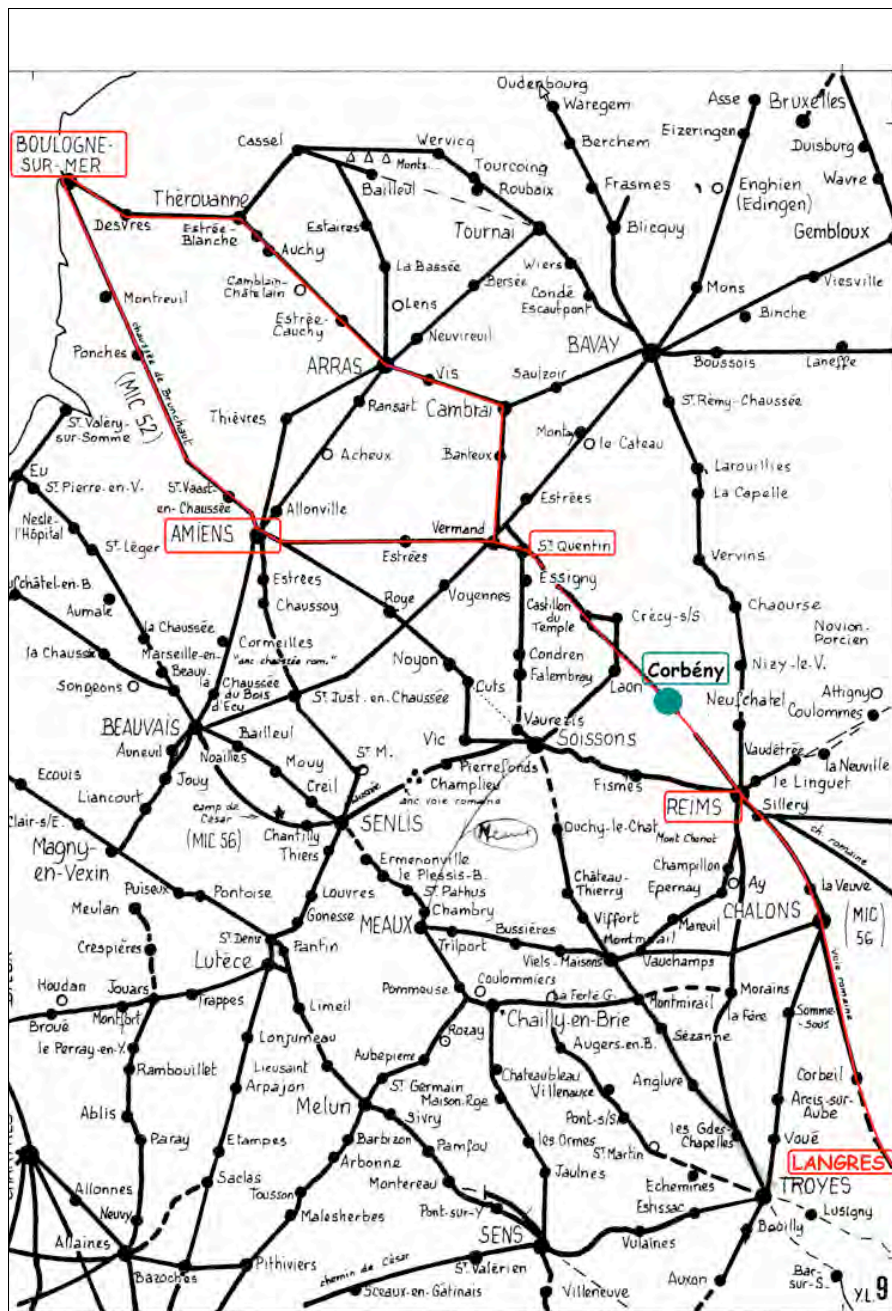 Oudenbourg
Waregem
Asse
Bruxelles
BOULOGNE-
SUR-MER
Cassel
Wervicq
Berchem
Eizeringen
Duisburg
Monts
Tourcoing
Roubaix
Bailleul
Thérouanne
Frasmes
Enghien
(Edingen)
Wavre
Desvres
Estrée-
Blanche
Auchy
Estaires
Tournai
Blicquy
Gembloux
Camblain-
Châtelain
La Bassée
Wiers
Bersée
Condé
Escautpont
Mons
Viesville
Montreuil
Lens
Binche
Estrée-
Cauchy
Neuvireuil
BAVAY
Ponches
chaussée de Brunehaut
(MIC 52)
ARRAS
Vis
Saulzoir
Boussois
Laneffe
Thièvres
Ransart
Cambrai
St Rémy-Chaussée
St Valéry-
sur-Somme
Acheux
Banteux
Montay
le Cateau
Larouillies
Eu
St Pierre-en-V.
St Vaast-
en-Chaussée
Allonville
Estrées
La Capelle
Nesle-
l'Hôpital
St Léger
AMIENS
Vermand
St Quentin
Estrées
Vervins
Estrées
Essigny
Chaussoy
Voyennes
Castillon
du
Temple
Crécy-s/S
Chaourse
Aumale
la Chaussée
Cormeilles
"anc chaussée rom."
Roye
Novion-
Porcien
la Chaussée
Marseille-en-
Beauv.
la Chaussée
du Bois
d'Ecu
Noyon
Condren
Falembray
Laon
Corbény
Nizy-le-V.
Attigny
Songeons
St Just-en-Chaussée
Cuts
Neufchatel
Coulommes
BEAUVAIS
Vaurezis
Vic
SOISSONS
Vaudétré
la Neuville
Auneuil
Bailleul
Noailles
Mouy
St M.
Pierrefonds
Fismes
le Linguet
Ecouis
Jouy
Creil
Champlieu
anc voie romaine
REIMS
Sillery
Liancourt
camp de
César
(MIC 56)
Chantilly
SENLIS
Ouchy-le-Chat
Mont Chenot
ch. romaine
Clair-s/E.
Magny-
en-Vexin
Thiers
Ermenonville
le Plessis-B.
St Pathus
Château-
Thierry
Champillon
Epernay
Ay
la Veuve
Puiseux
Pontoise
Louvres
Gonesse
Chambry
Viffort
Mareuil
CHALONS
(MIC
56
Meulan
St Denis
Pantin
MEAUX
Trilport
Bussières
Montmirail
Crespières
Lutèce
Viels-Maisons
Vauchamps
voie romaine
Houdan
Jouars
Trappes
Limeil
Pommeuse
Coulommiers
La Ferté G.
Montmirail
Morains
la Fère
Somme-
sous
Broué
Montfort
Chailly-en-Brie
le Perray-en-Y.
Rambouillet
Lonjumeau
Rozay
Augers-en-B.
Sézanne
Lieusaint
Aubepierre
Corbeil
Arpajon
St Germain
Chateaubleau
Villenauxe
Anglure
Arcis-sur-
Aube
Ablis
Melun
Maison-Rge
Sivry
Pont-s/S
les Gdes-
Chapelles
Paray
Etampes
Barbizon
Pamfou
les Ormes
St Martin
Voué
Arbonne
LANGRES
Saclas
Montereau
Jaulnes
Echemines
TROYES
Allonnes
Tousson
Malesherbes
Pont-sur-Y
Estissac
Lusigny
Neuvy
SENS
Vulaines
Allaines
Bazoches
Pithiviers
chemin de César
St Valérien
Auxon
Bar-
sur-S.
Sceaux-en-Gâtinais
Villeneuve
Y.L.9